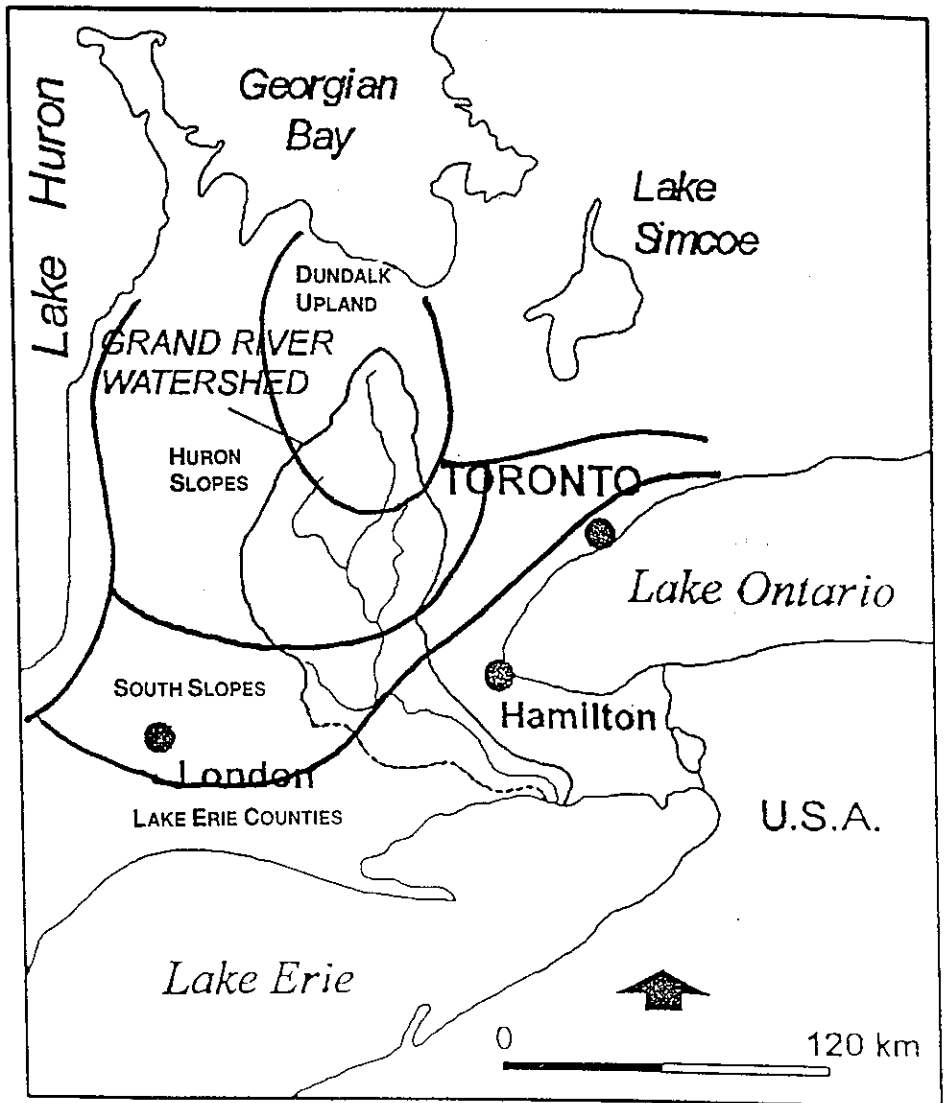 Lake Huron
Georgian
Bay
Lake
Simcoe
DUNDALK
UPLAND
GRAND RIVER
WATERSHED
HURON
SLOPES
TORONTO
Lake Ontario
SOUTH SLOPES
Hamilton
London
LAKE ERIE COUNTIES
U.S.A.
Lake Erie
0
120 km